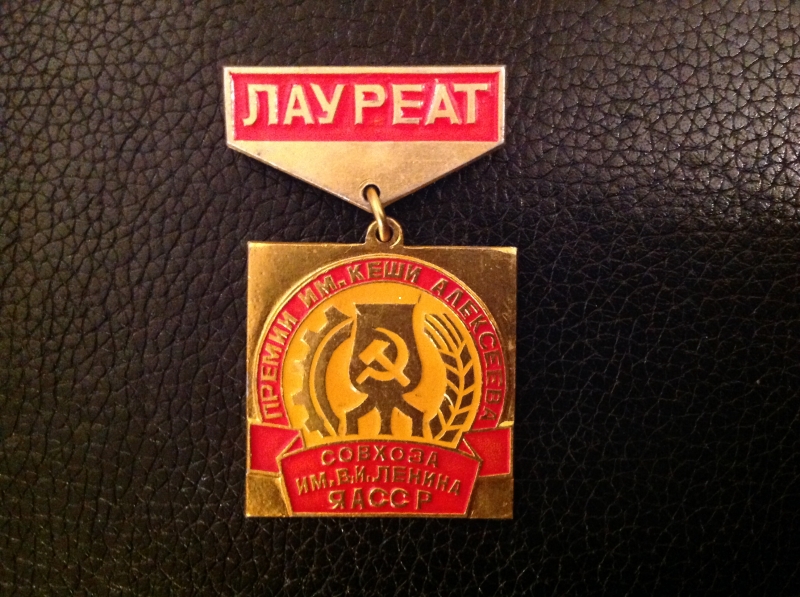 ЛАУРЕАТ
ПРЕМИИ ИМ. КЕШИ АЛЕКСЕЕВА
СОВХОЗА
ИМ. В.И. ЛЕНИНА
ЯАССР